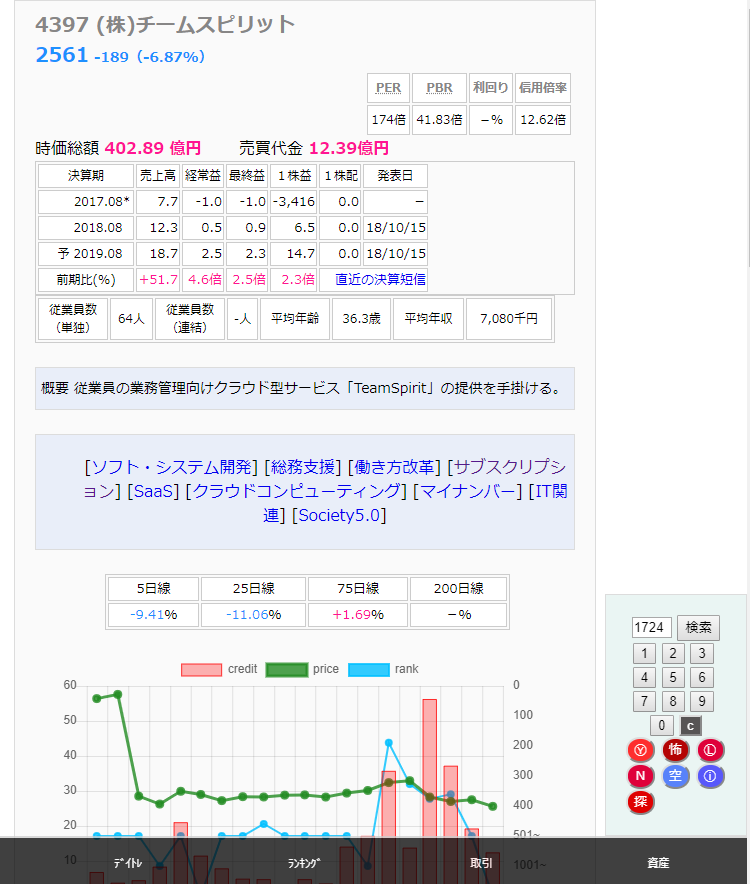 4397 (株)チームスピリット
2561 -189（-6.87%）
PER PBR 利回り 信用倍率
174倍 41.83倍 －% 12.62倍
時価総額 402.89 億円 売買代金 12.39億円
決算期 売上高 経常益 最終益 １株益 １株配 発表日
2017.08* 7.7 -1.0 -1.0 -3,416 0.0 －
2018.08 12.3 0.5 0.9 6.5 0.0 18/10/15
予 2019.08 18.7 2.5 2.3 14.7 0.0 18/10/15
前期比(%) +51.7 4.6倍 2.5倍 2.3倍 直近の決算短信
従業員数
（単独） 64人 従業員数
（連結） -人 平均年齢 36.3歳 平均年収 7,080千円
概要 従業員の業務管理向けクラウド型サービス「TeamSpirit」の提供を手掛ける。
[ソフト・システム開発] [総務支援] [働き方改革] [サブスクリプシ
ョン] [SaaS] [クラウドコンピューティング] [マイナンバー] [IT関
連] [Society5.0]
5日線 25日線 75日線 200日線
-9.41% -11.06% +1.69% －%
credit price rank
60 0
50 100
200
40
300
30 400
20 501~
10 1001~
1724 検索
1 2 3
4 5 6
7 8 9
0 c
Ⓨ 怖 Ⓛ
N 空 ⓘ
探
ﾃﾞｲﾄﾚ ﾗﾝｷﾝｸﾞ 取引 資産